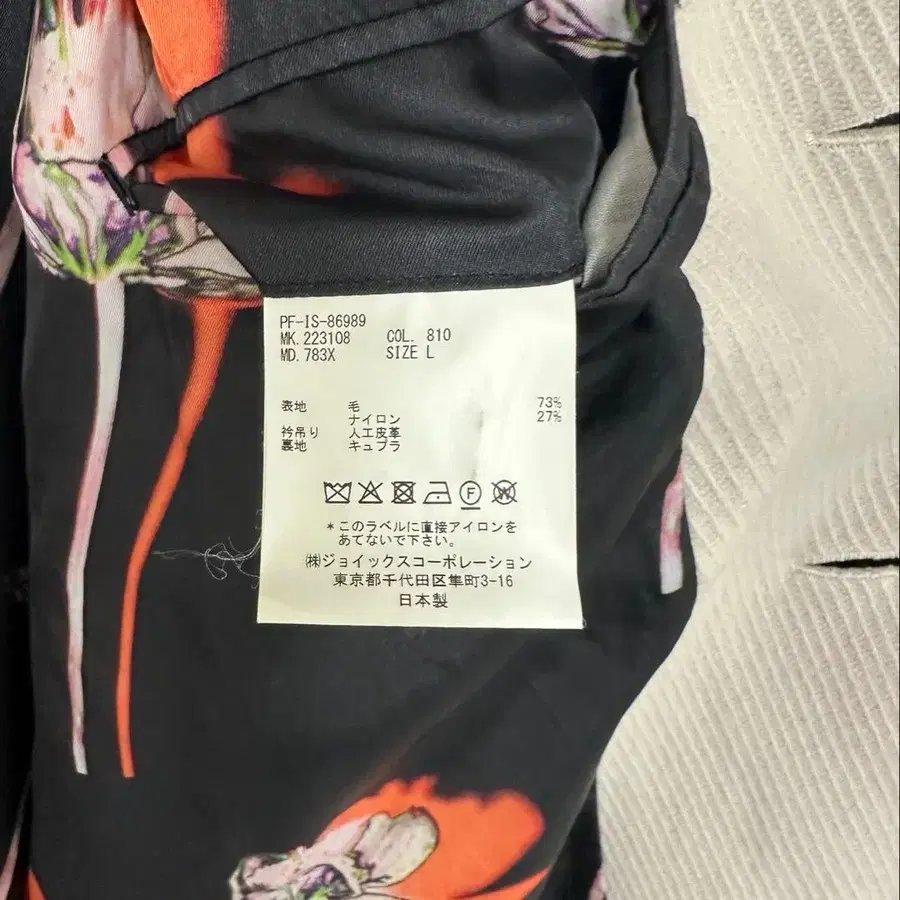 PF-IS-86989
MK. 223108 COL. 810
MD. 783X SIZE L
表地 毛 73%
ナイロン 27%
衿吊り 人工皮革
裏地 キュプラ
F W
*このラベルに直接アイロンを
あてないで下さい。
㈱ジョイックスコーポレーション
東京都千代田区隼町3-16
日本製